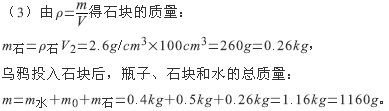 （3）由ρ=m/V得石块的质量：
m石=ρ石V₂=2.6g/cm³×100cm³=260g=0.26kg，
乌鸦投入石块后，瓶子、石块和水的总质量：
m=m水+m₀+m石=0.4kg+0.5kg+0.26kg=1.16kg=1160g。